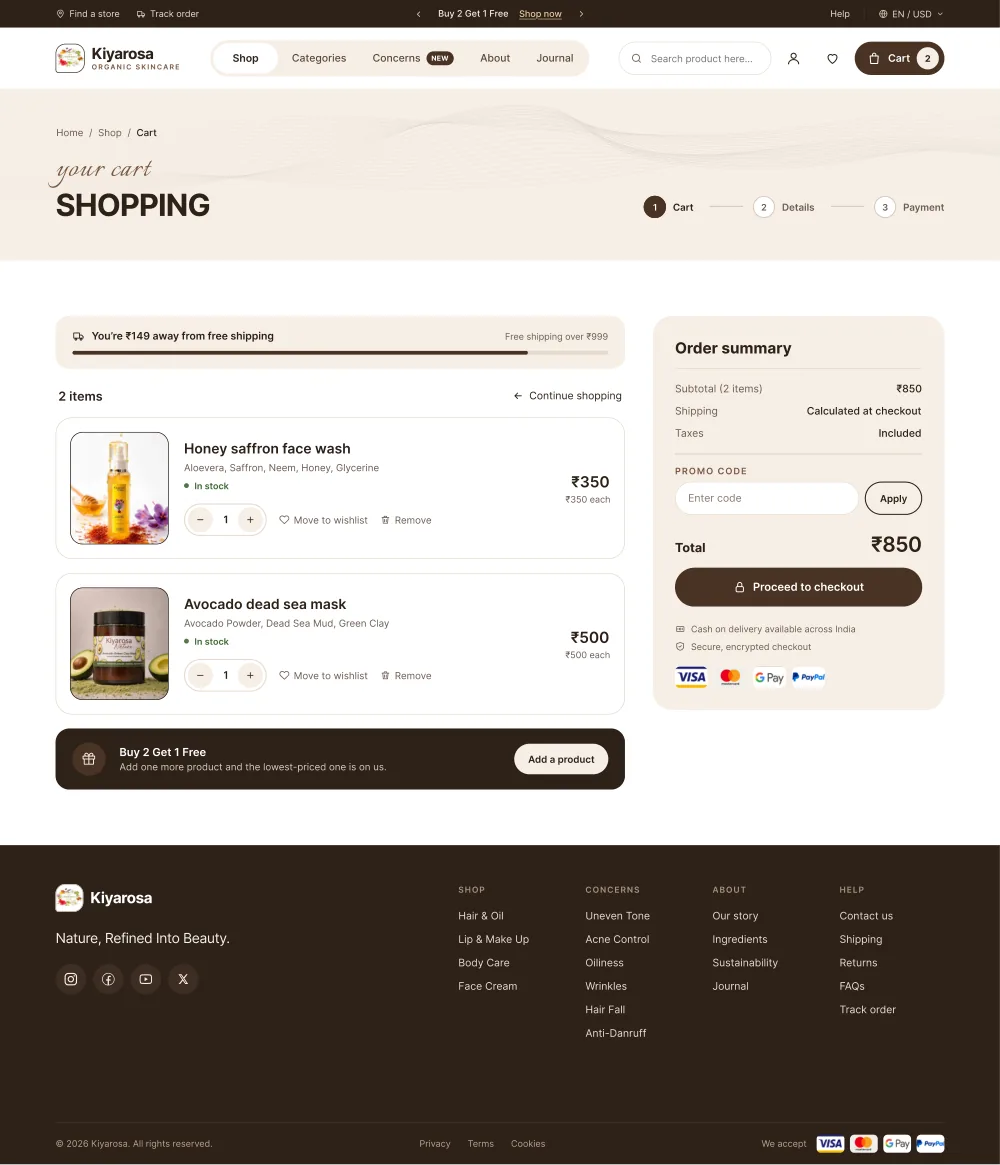 Find a store Track order Buy 2 Get 1 Free Shop now Help EN / USD
Kiyarosa
ORGANIC SKINCARE
Shop Categories Concerns NEW About Journal Search product here... Cart 2
Home / Shop / Cart
your cart
SHOPPING
1 Cart 2 Details 3 Payment
You're ₹149 away from free shipping Free shipping over ₹999
2 items ← Continue shopping
Honey saffron face wash
Aloevera, Saffron, Neem, Honey, Glycerine
In stock
₹350
₹350 each
− 1 + Move to wishlist Remove
Kiyarosa
Avocado dead sea mask
Avocado Powder, Dead Sea Mud, Green Clay
In stock
₹500
₹500 each
− 1 + Move to wishlist Remove
Buy 2 Get 1 Free
Add one more product and the lowest-priced one is on us.
Add a product
Order summary
Subtotal (2 items) ₹850
Shipping Calculated at checkout
Taxes Included
PROMO CODE
Enter code Apply
Total ₹850
Proceed to checkout
Cash on delivery available across India
Secure, encrypted checkout
VISA mastercard G Pay PayPal
Kiyarosa
Nature, Refined Into Beauty.
SHOP
Hair & Oil
Lip & Make Up
Body Care
Face Cream
CONCERNS
Uneven Tone
Acne Control
Oiliness
Wrinkles
Hair Fall
Anti-Danruff
ABOUT
Our story
Ingredients
Sustainability
Journal
HELP
Contact us
Shipping
Returns
FAQs
Track order
© 2026 Kiyarosa. All rights reserved. Privacy Terms Cookies We accept VISA mastercard G Pay PayPal